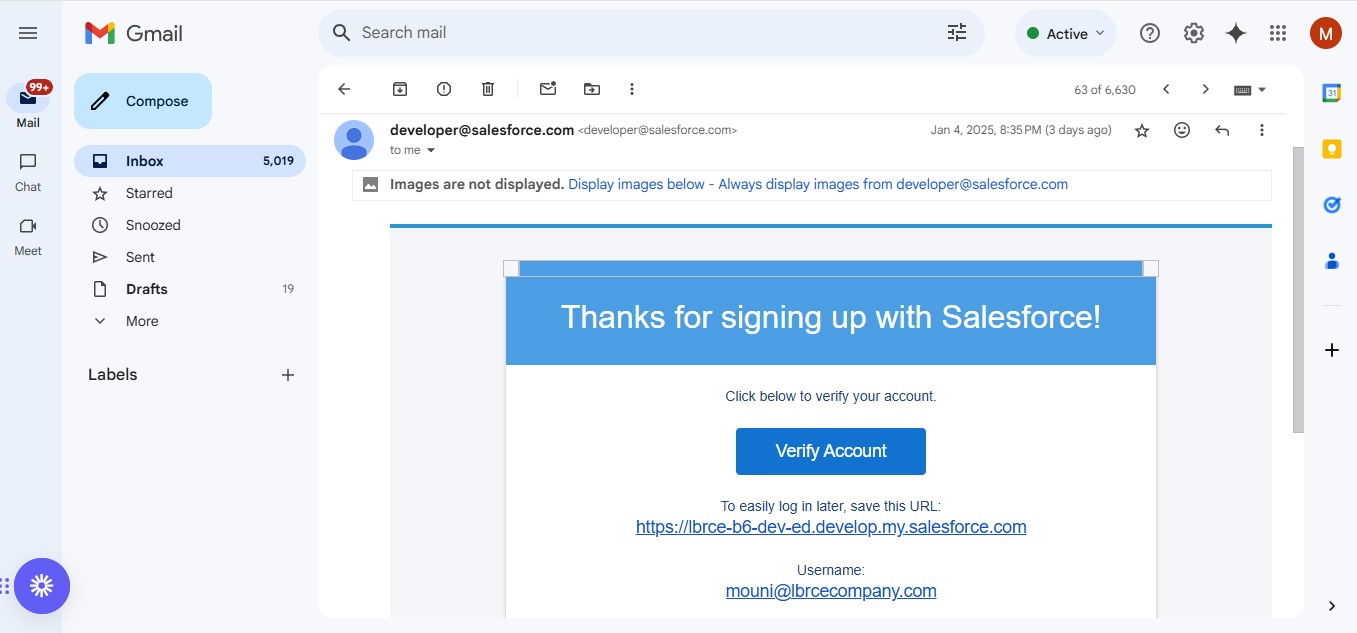 Gmail
Search mail
Active
M
99+
Mail
Chat
Meet
Compose
Inbox 5,019
Starred
Snoozed
Sent
Drafts 19
More
Labels
63 of 6,630
developer@salesforce.com <developer@salesforce.com>
Jan 4, 2025, 8:35 PM (3 days ago)
to me
Images are not displayed. Display images below - Always display images from developer@salesforce.com
Thanks for signing up with Salesforce!
Click below to verify your account.
Verify Account
To easily log in later, save this URL:
https://lbrce-b6-dev-ed.develop.my.salesforce.com
Username:
mouni@lbrcecompany.com
31